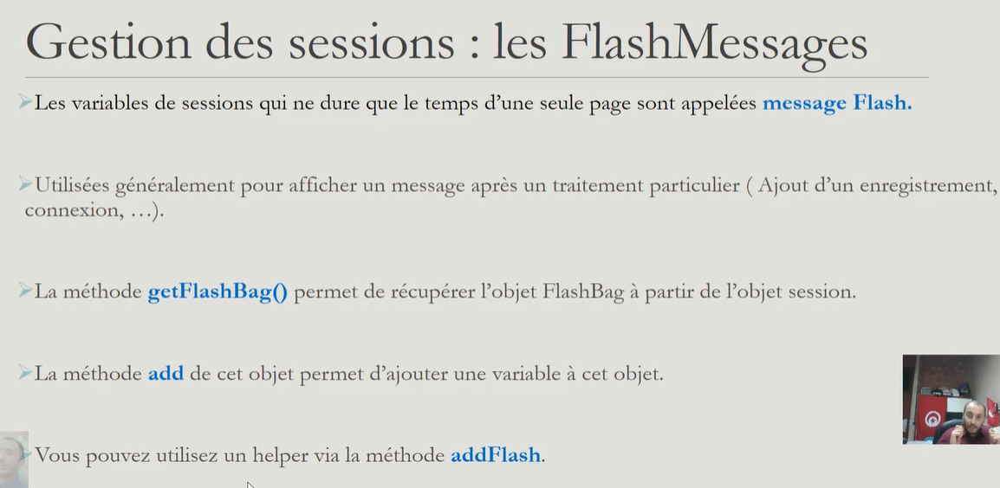 Gestion des sessions : les FlashMessages
Les variables de sessions qui ne dure que le temps d’une seule page sont appelées message Flash.
Utilisées généralement pour afficher un message après un traitement particulier ( Ajout d’un enregistrement,
connexion, …).
La méthode getFlashBag() permet de récupérer l’objet FlashBag à partir de l’objet session.
La méthode add de cet objet permet d’ajouter une variable à cet objet.
Vous pouvez utilisez un helper via la méthode addFlash.